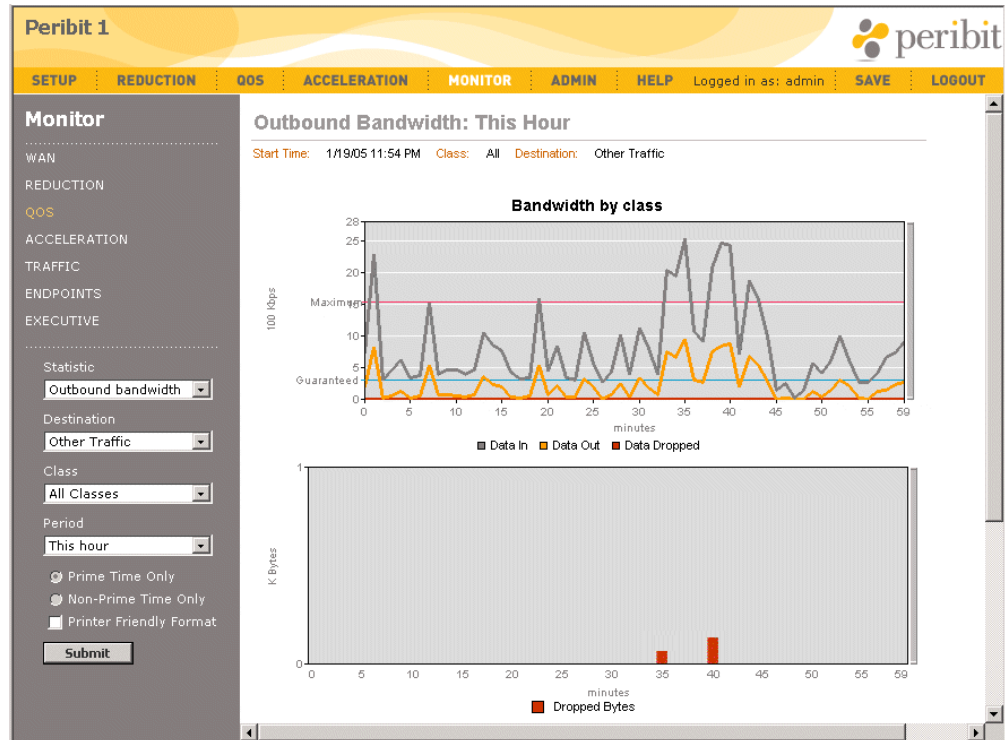 Peribit 1
peribit
SETUP REDUCTION QOS ACCELERATION MONITOR ADMIN HELP Logged in as: admin SAVE LOGOUT
Monitor
WAN
REDUCTION
QOS
ACCELERATION
TRAFFIC
ENDPOINTS
EXECUTIVE
Statistic
Outbound bandwidth
Destination
Other Traffic
Class
All Classes
Period
This hour
Prime Time Only
Non-Prime Time Only
Printer Friendly Format
Submit
Outbound Bandwidth: This Hour
Start Time: 1/19/05 11:54 PM Class: All Destination: Other Traffic
Bandwidth by class
28
25
20
Maximum
10
5
Guaranteed
0
100 Kbps
0 5 10 15 20 25 30 35 40 45 50 55 59
minutes
Data In Data Out Data Dropped
1
K Bytes
0
0 5 10 15 20 25 30 35 40 45 50 55 59
minutes
Dropped Bytes